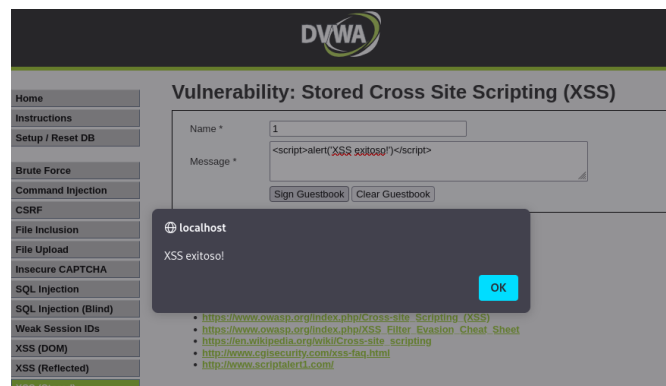 DVWA
Vulnerability: Stored Cross Site Scripting (XSS)
Home
Instructions
Setup / Reset DB
Brute Force
Command Injection
CSRF
File Inclusion
File Upload
Insecure CAPTCHA
SQL Injection
SQL Injection (Blind)
Weak Session IDs
XSS (DOM)
XSS (Reflected)
Name *
1
Message *
<script>alert('XSS exitoso!')</script>
Sign Guestbook Clear Guestbook
localhost
XSS exitoso!
OK
https://www.owasp.org/index.php/Cross-site_Scripting_(XSS)
https://www.owasp.org/index.php/XSS_Filter_Evasion_Cheat_Sheet
https://en.wikipedia.org/wiki/Cross-site_scripting
http://www.cgisecurity.com/xss-faq.html
http://www.scriptalert1.com/